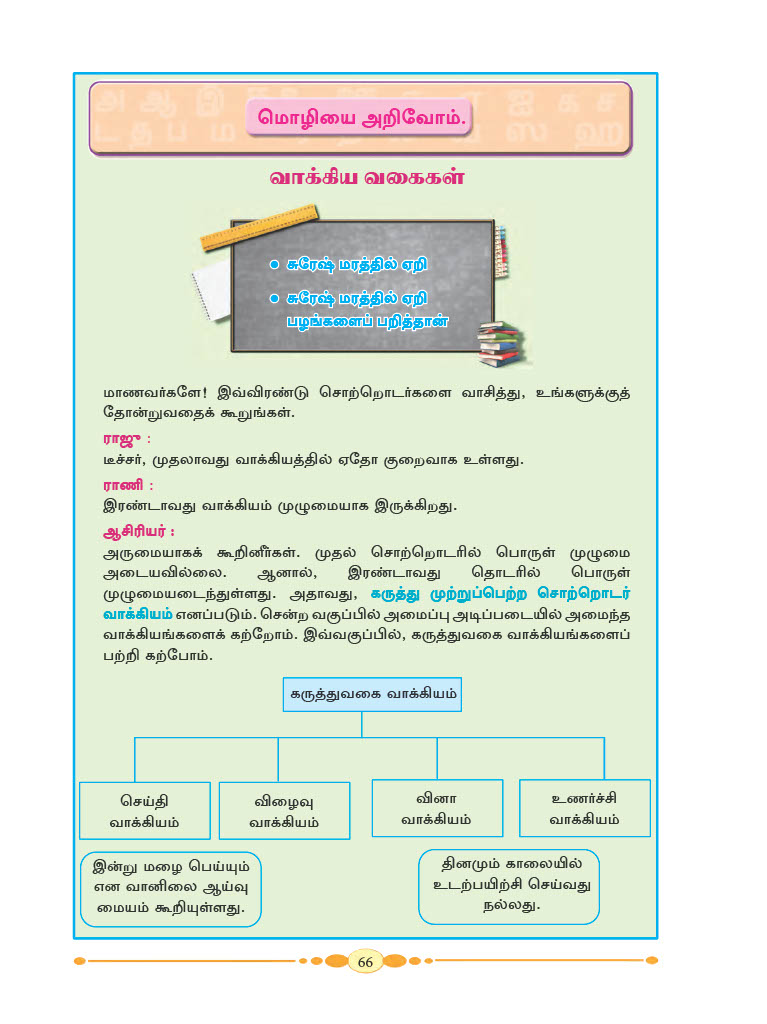 மொழியை அறிவோம்.
வாக்கிய வகைகள்
• சுரேஷ் மரத்தில் ஏறி
• சுரேஷ் மரத்தில் ஏறி
பழங்களைப் பறித்தான்
மாணவர்களே! இவ்விரண்டு சொற்றொடர்களை வாசித்து, உங்களுக்குத்
தோன்றுவதைக் கூறுங்கள்.
ராஜு :
டீச்சர், முதலாவது வாக்கியத்தில் ஏதோ குறைவாக உள்ளது.
ராணி :
இரண்டாவது வாக்கியம் முழுமையாக இருக்கிறது.
ஆசிரியர் :
அருமையாகக் கூறினீர்கள். முதல் சொற்றொடரில் பொருள் முழுமை
அடையவில்லை. ஆனால், இரண்டாவது தொடரில் பொருள்
முழுமையடைந்துள்ளது. அதாவது, கருத்து முற்றுப்பெற்ற சொற்றொடர்
வாக்கியம் எனப்படும். சென்ற வகுப்பில் அமைப்பு அடிப்படையில் அமைந்த
வாக்கியங்களைக் கற்றோம். இவ்வகுப்பில், கருத்துவகை வாக்கியங்களைப்
பற்றி கற்போம்.
கருத்துவகை வாக்கியம்
செய்தி
வாக்கியம்
விழைவு
வாக்கியம்
வினா
வாக்கியம்
உணர்ச்சி
வாக்கியம்
இன்று மழை பெய்யும்
என வானிலை ஆய்வு
மையம் கூறியுள்ளது.
தினமும் காலையில்
உடற்பயிற்சி செய்வது
நல்லது.
66